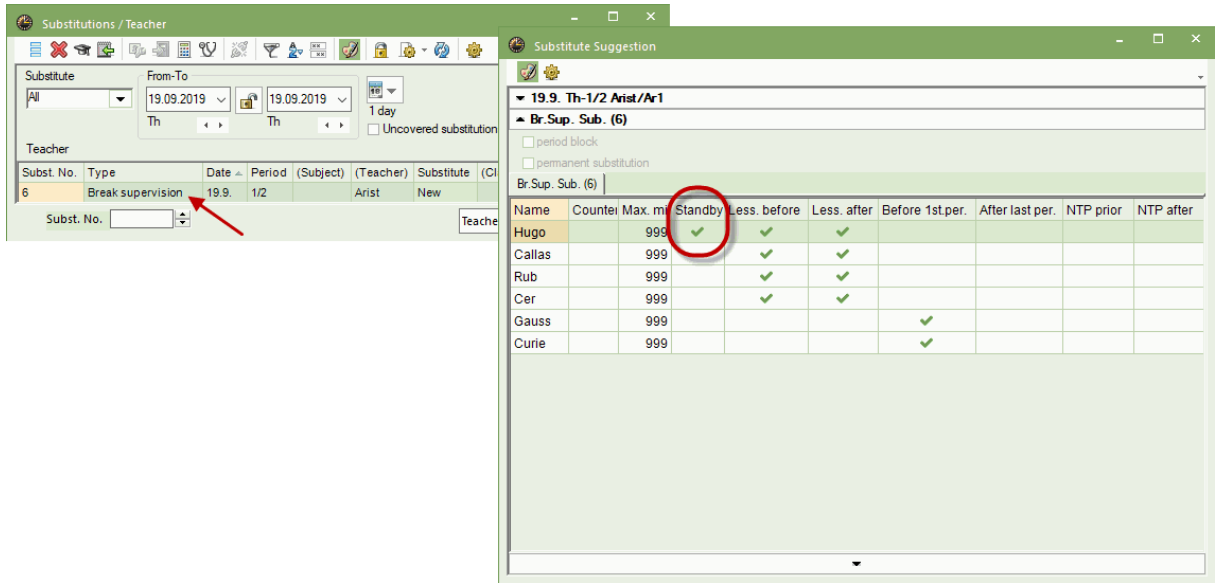 Substitutions / Teacher
Substitute
From-To
All
19.09.2019
19.09.2019
Th
Th
1 day
Uncovered substitution
Teacher
Subst. No. Type Date Period (Subject) (Teacher) Substitute (Cl
6 Break supervision 19.9. 1/2 Arist New
Subst. No.
Teache
Substitute Suggestion
19.9. Th-1/2 Arist/Ar1
Br.Sup. Sub. (6)
period block
permanent substitution
Br.Sup. Sub. (6)
Name Counter Max. mi Standby Less. before Less. after Before 1st.per. After last per. NTP prior NTP after
Hugo 999
Callas 999
Rub 999
Cer 999
Gauss 999
Curie 999